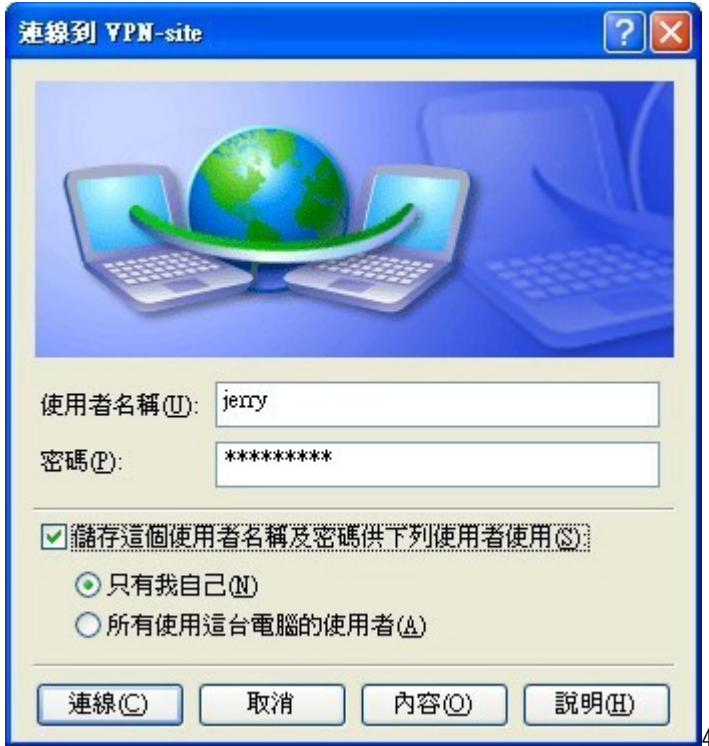 連線到 VPN-site
使用者名稱(U):
jerry
密碼(P):
*********
儲存這個使用者名稱及密碼供下列使用者使用(S):
只有我自己(N)
所有使用這台電腦的使用者(A)
連線(C)
取消
內容(O)
說明(H)